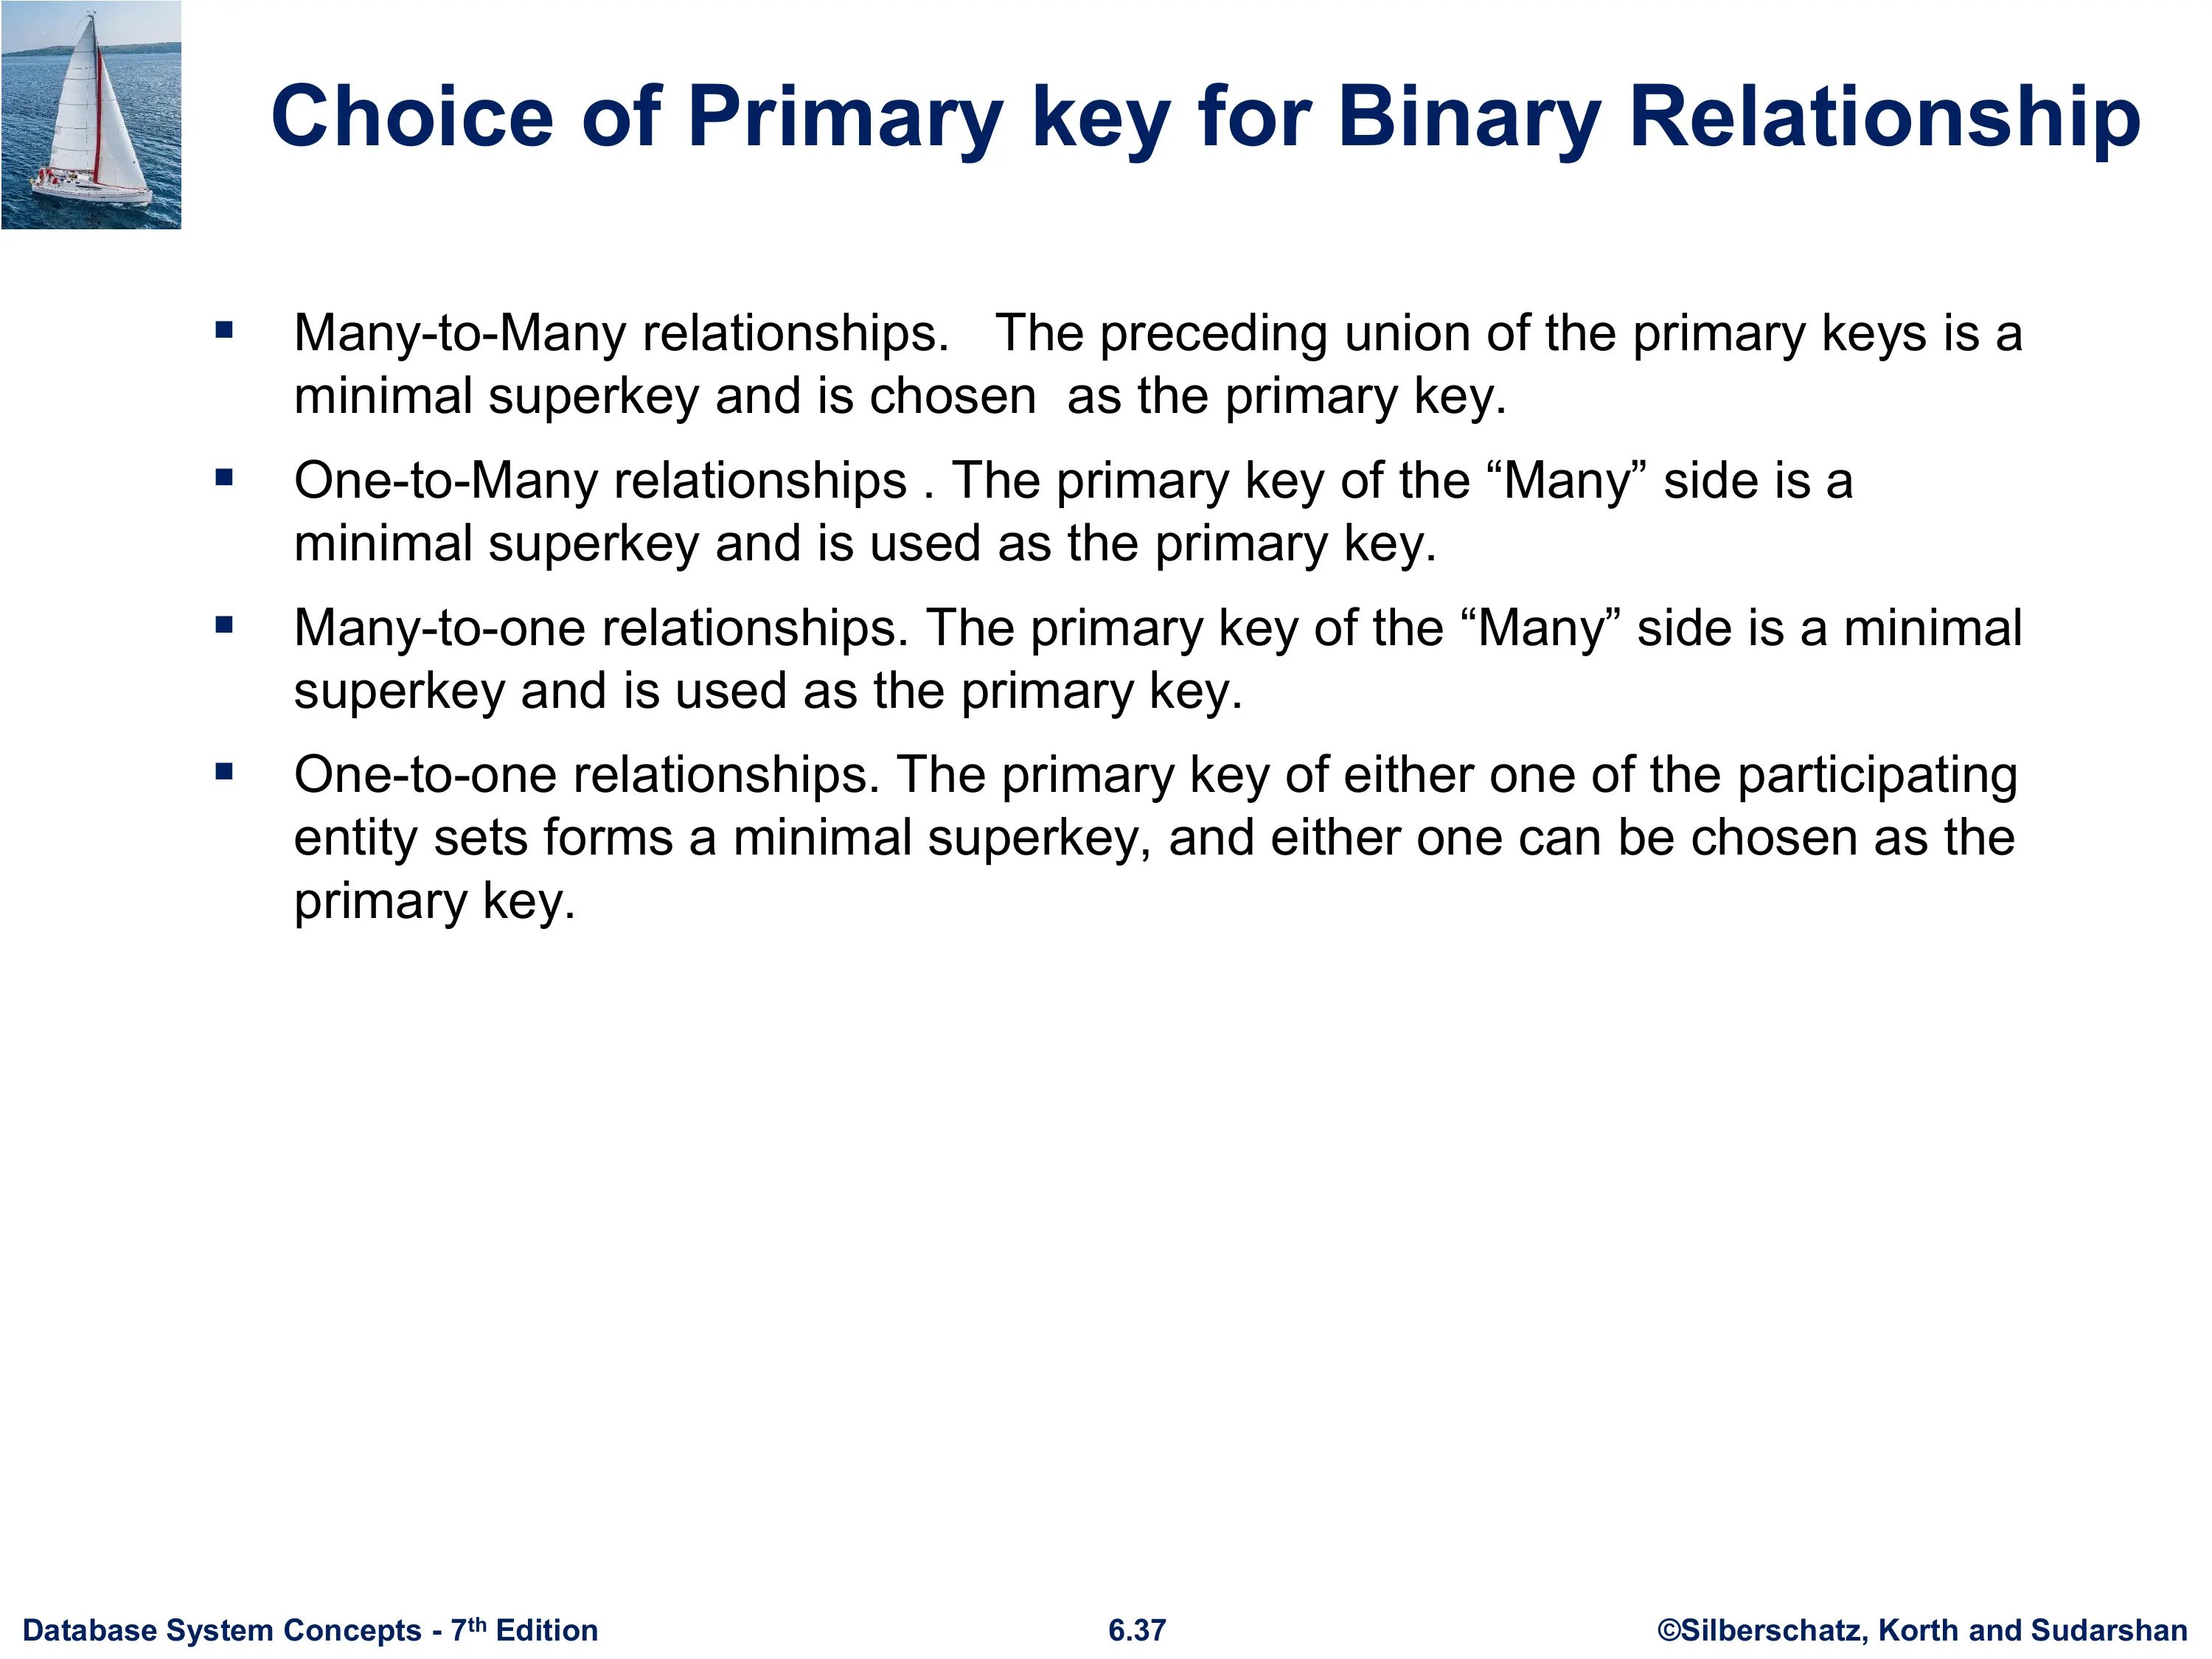 Choice of Primary key for Binary Relationship
▪ Many-to-Many relationships.   The preceding union of the primary keys is a
minimal superkey and is chosen  as the primary key.
▪ One-to-Many relationships . The primary key of the “Many” side is a
minimal superkey and is used as the primary key.
▪ Many-to-one relationships. The primary key of the “Many” side is a minimal
superkey and is used as the primary key.
▪ One-to-one relationships. The primary key of either one of the participating
entity sets forms a minimal superkey, and either one can be chosen as the
primary key.
Database System Concepts - 7th Edition
6.37
©Silberschatz, Korth and Sudarshan